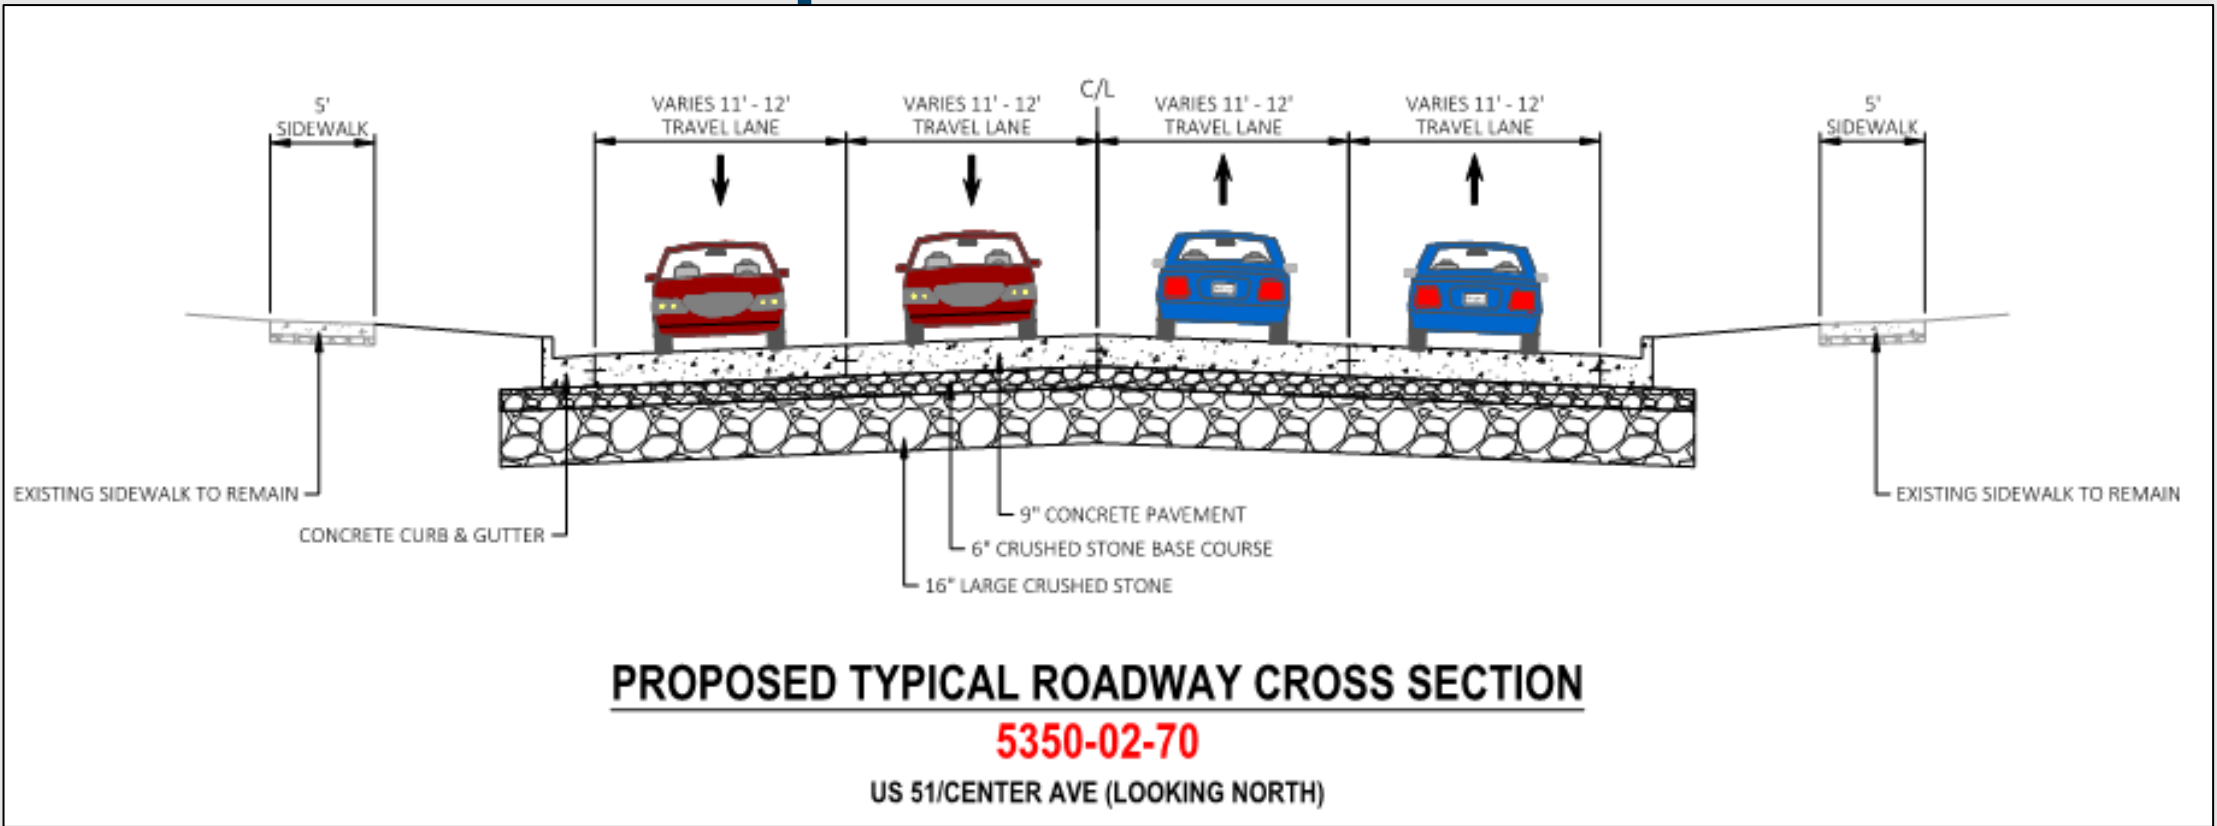 C/L
5'
SIDEWALK
VARIES 11' - 12'
TRAVEL LANE
VARIES 11' - 12'
TRAVEL LANE
VARIES 11' - 12'
TRAVEL LANE
VARIES 11' - 12'
TRAVEL LANE
5'
SIDEWALK
EXISTING SIDEWALK TO REMAIN
EXISTING SIDEWALK TO REMAIN
CONCRETE CURB & GUTTER
9" CONCRETE PAVEMENT
6" CRUSHED STONE BASE COURSE
16" LARGE CRUSHED STONE
PROPOSED TYPICAL ROADWAY CROSS SECTION
5350-02-70
US 51/CENTER AVE (LOOKING NORTH)